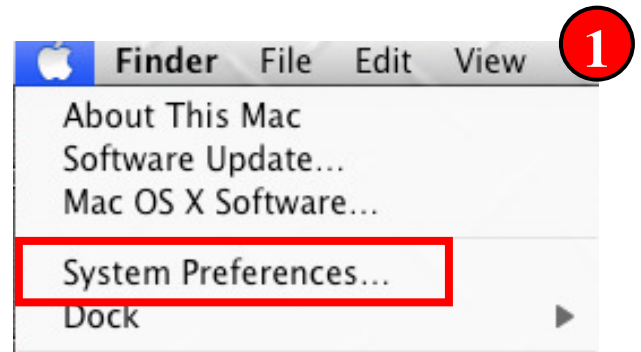 1
Finder File Edit View
About This Mac
Software Update...
Mac OS X Software...
System Preferences...
Dock